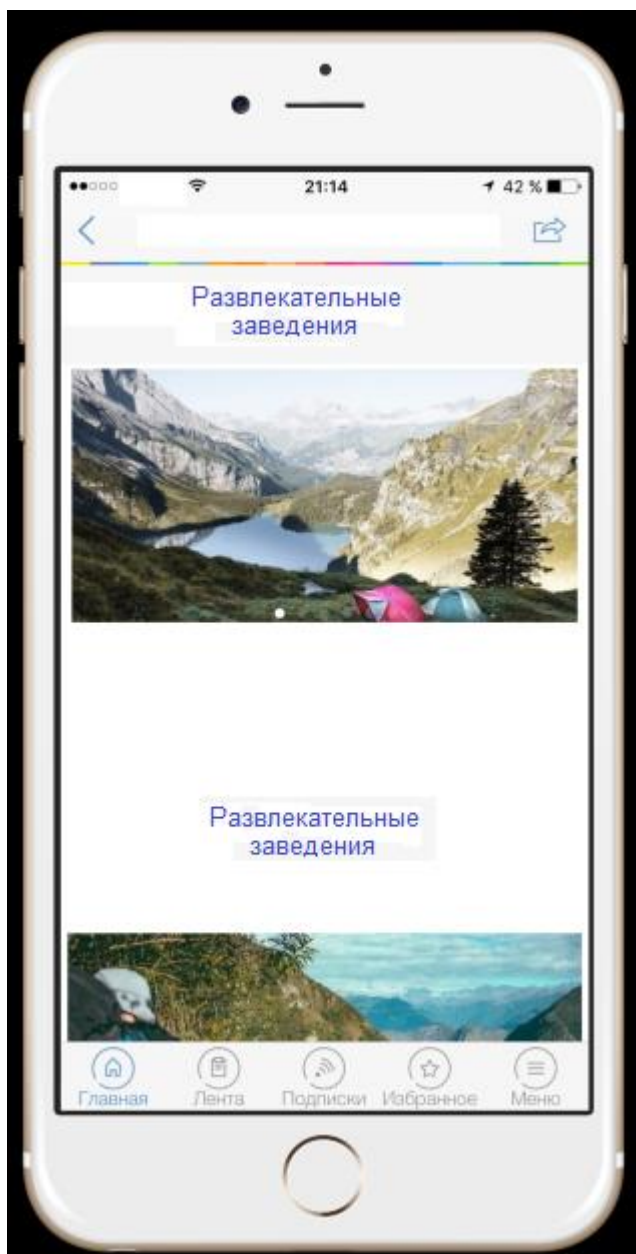 21:14
42 %
Развлекательные
заведения
Развлекательные
заведения
Главная Лента Подписки Избранное Меню